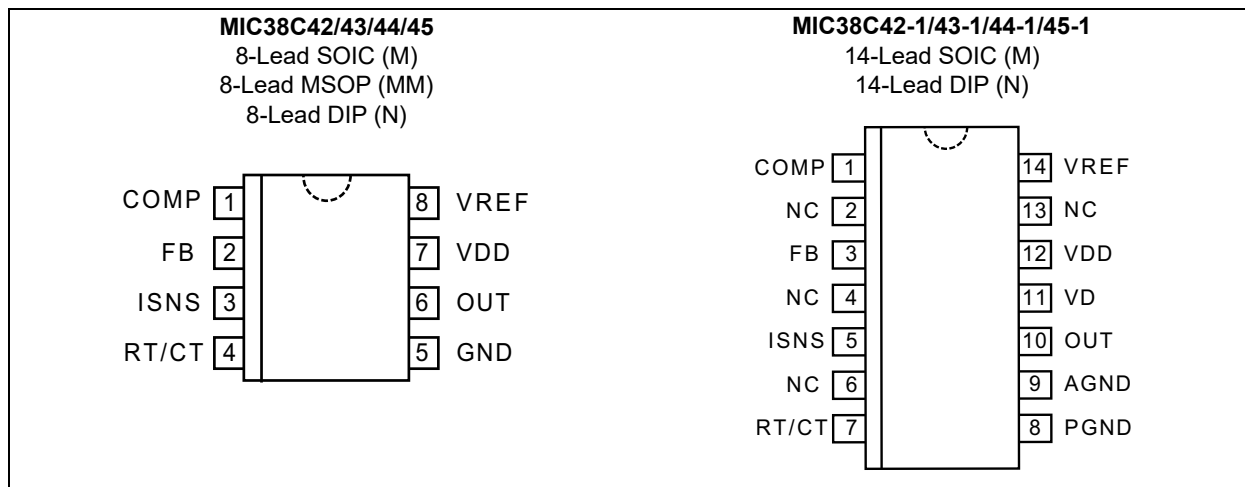 MIC38C42/43/44/45
8-Lead SOIC (M)
8-Lead MSOP (MM)
8-Lead DIP (N)
COMP 1 8 VREF
FB 2 7 VDD
ISNS 3 6 OUT
RT/CT 4 5 GND
MIC38C42-1/43-1/44-1/45-1
14-Lead SOIC (M)
14-Lead DIP (N)
COMP 1 14 VREF
NC 2 13 NC
FB 3 12 VDD
NC 4 11 VD
ISNS 5 10 OUT
NC 6 9 AGND
RT/CT 7 8 PGND